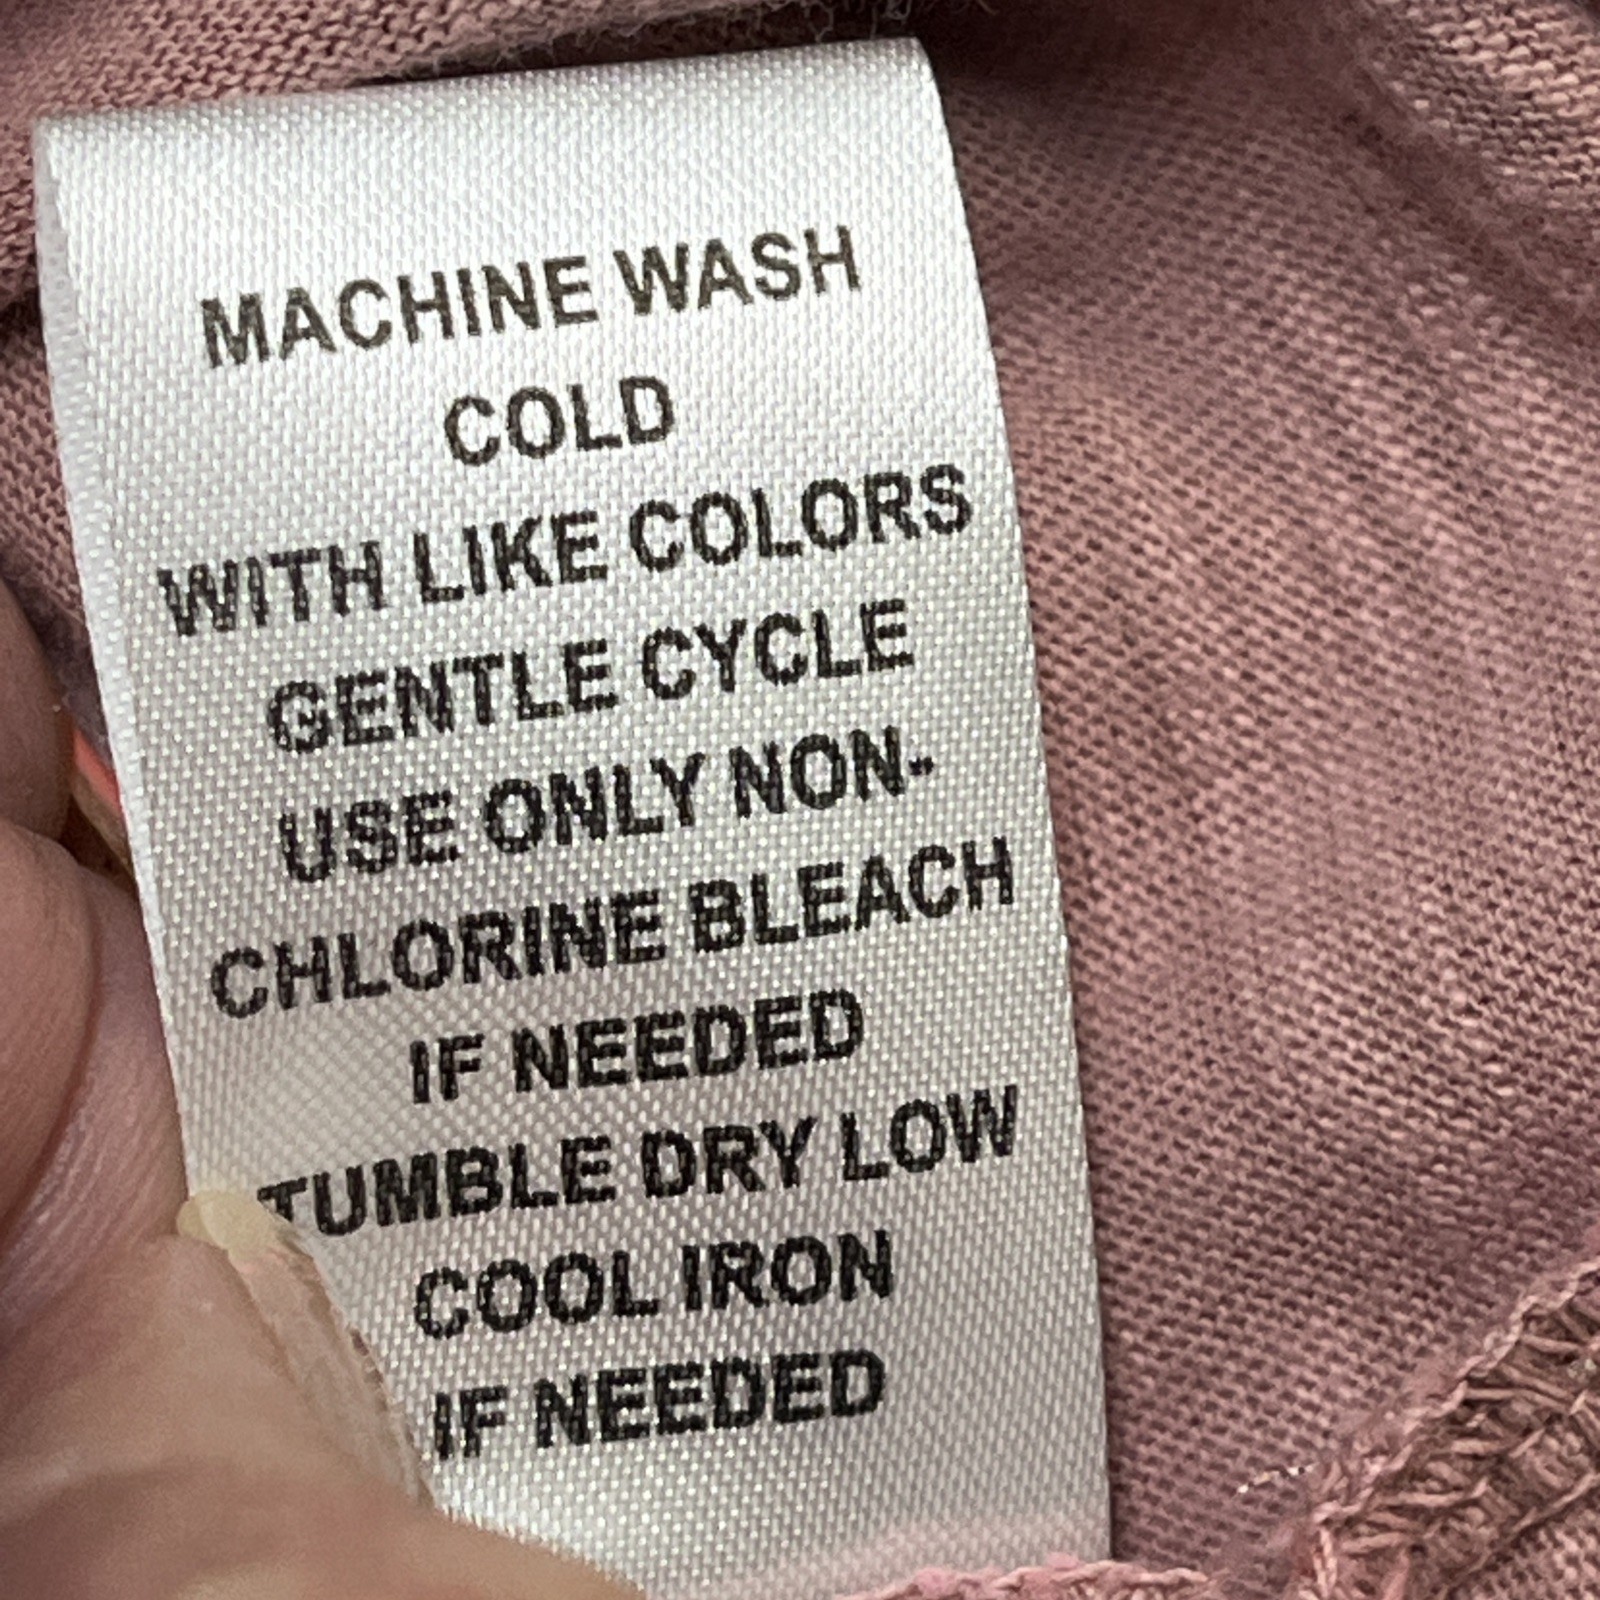 MACHINE WASH
COLD
WITH LIKE COLORS
GENTLE CYCLE
USE ONLY NON-
CHLORINE BLEACH
IF NEEDED
TUMBLE DRY LOW
COOL IRON
IF NEEDED